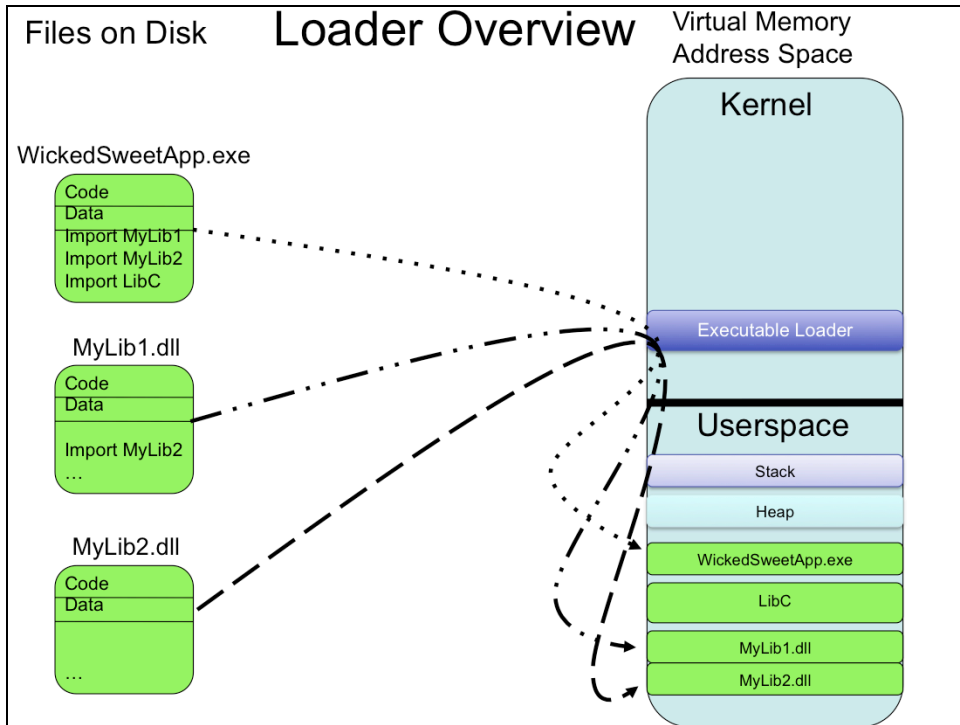 Files on Disk
Loader Overview
Virtual Memory
Address Space
WickedSweetApp.exe
Code
Data
Import MyLib1
Import MyLib2
Import LibC
MyLib1.dll
Code
Data
Import MyLib2
…
MyLib2.dll
Code
Data
…
Kernel
Executable Loader
Userspace
Stack
Heap
WickedSweetApp.exe
LibC
MyLib1.dll
MyLib2.dll